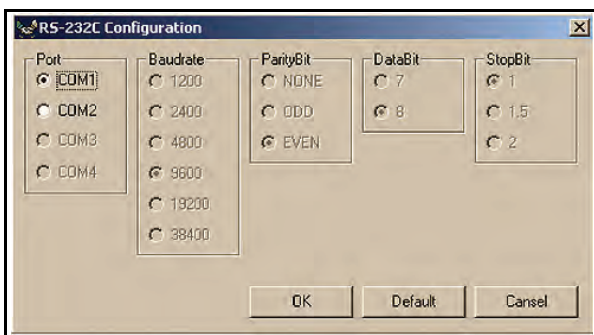 RS-232C Configuration
Port
COM1
COM2
COM3
COM4
Baudrate
1200
2400
4800
9600
19200
38400
ParityBit
NONE
ODD
EVEN
DataBit
7
8
StopBit
1
1.5
2
OK
Default
Cansel